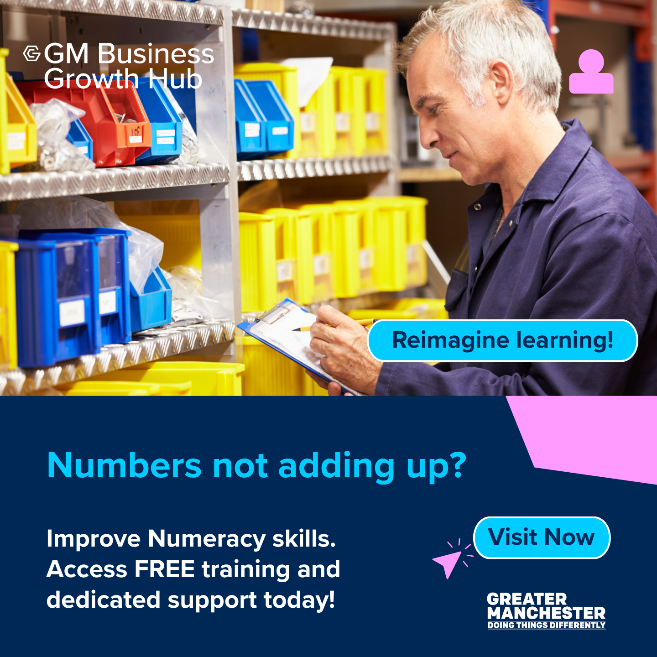 GM Business
Growth Hub
Reimagine learning!
Numbers not adding up?
Improve Numeracy skills.
Access FREE training and
dedicated support today!
Visit Now
GREATER
MANCHESTER
DOING THINGS DIFFERENTLY